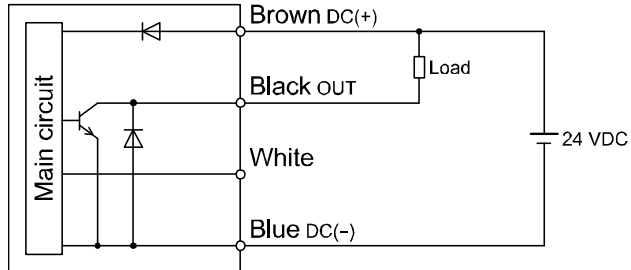 Brown DC(+)
Load
Black OUT
Main circuit
White
24 VDC
Blue DC(-)